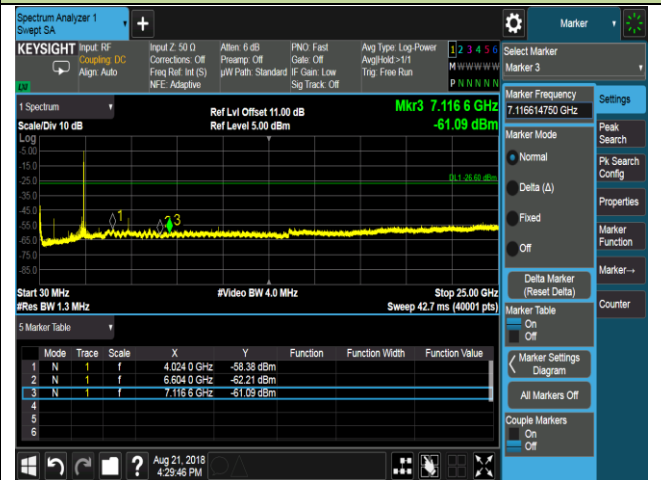 Spectrum Analyzer 1
Swept SA
+
Marker
KEYSIGHT
Input: RF
Coupling: DC
Align: Auto
Input Z: 50 Ω
Corrections: Off
Freq Ref: Int (S)
NFE: Adaptive
Atten: 6 dB
Preamp: Off
µW Path: Standard
PNO: Fast
Gate: Off
IF Gain: Low
Sig Track: Off
Avg Type: Log-Power
Avg|Hold:>1/1
Trig: Free Run
1 2 3 4 5 6
M W W W W W
P N N N N N
LXI
Select Marker
Marker 3
1 Spectrum
Scale/Div 10 dB
Log
Ref Lvl Offset 11.00 dB
Ref Level 5.00 dBm
Mkr3 7.116 6 GHz
-61.09 dBm
-5.00
-15.0
-25.0
-35.0
-45.0
-55.0
-65.0
-75.0
-85.0
DL1 -26.60 dBm
1
2
3
Start 30 MHz
#Res BW 1.3 MHz
#Video BW 4.0 MHz
Stop 25.00 GHz
Sweep 42.7 ms (40001 pts)
5 Marker Table
Mode Trace Scale X Y Function Function Width Function Value
1 N 1 f 4.024 0 GHz -58.38 dBm
2 N 1 f 6.604 0 GHz -62.21 dBm
3 N 1 f 7.116 6 GHz -61.09 dBm
4
5
6
Marker Frequency
7.116614750 GHz
Marker Mode
Normal
Delta (Δ)
Fixed
Off
Delta Marker
(Reset Delta)
Marker Table
On
Off
Marker Settings
Diagram
All Markers Off
Couple Markers
On
Off
Settings
Peak
Search
Pk Search
Config
Properties
Marker
Function
Marker→
Counter
?
Aug 21, 2018
4:29:46 PM